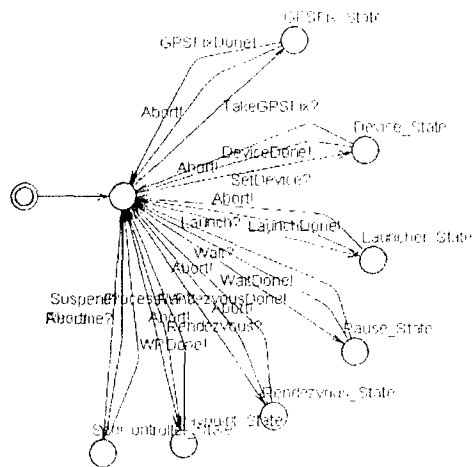 GPSFix_State
GPSFixDone!
Abort!
TakeGPSFix?
Device_State
DeviceDone!
Abort!
SetDevice?
Abort!
Launch?
LaunchDone!
Launcher_State
Wait?
Abort!
WaitDone!
RendezvousDone!
Abort!
Abort!
Rendezvous?
WPDone!
Pause_State
Rendezvous_State